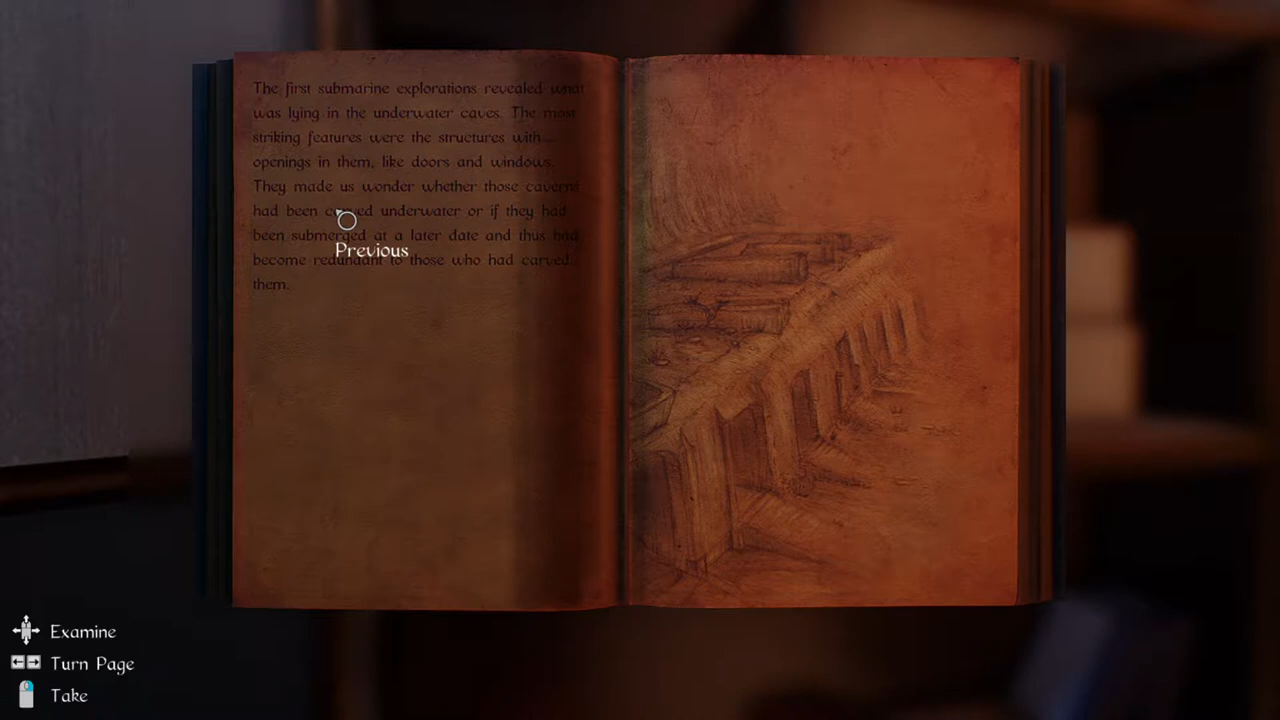 The first submarine explorations revealed what
was lying in the underwater caves. The most
striking features were the structures with
openings in them, like doors and windows.
They made us wonder whether those caverns
had been carved underwater or if they had
been submerged at a later date and thus had
become redundant to those who had carved
them.
Previous
Examine
Turn Page
Take